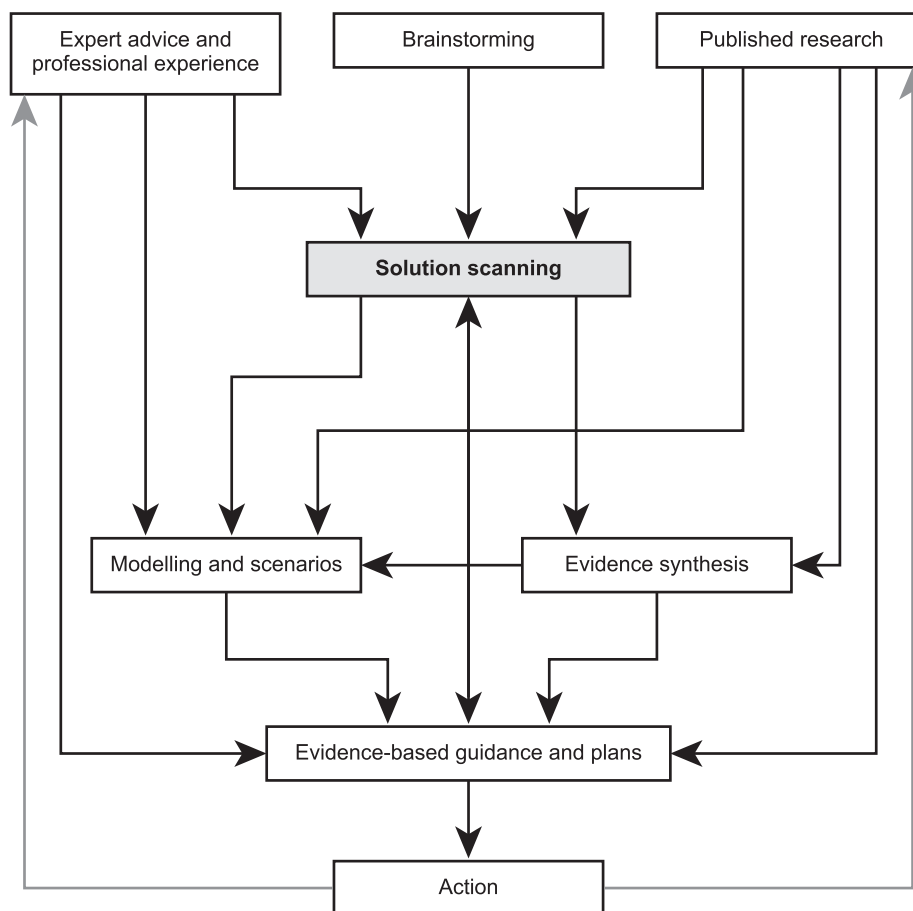 Expert advice and
professional experience
Brainstorming
Published research
Solution scanning
Modelling and scenarios
Evidence synthesis
Evidence-based guidance and plans
Action